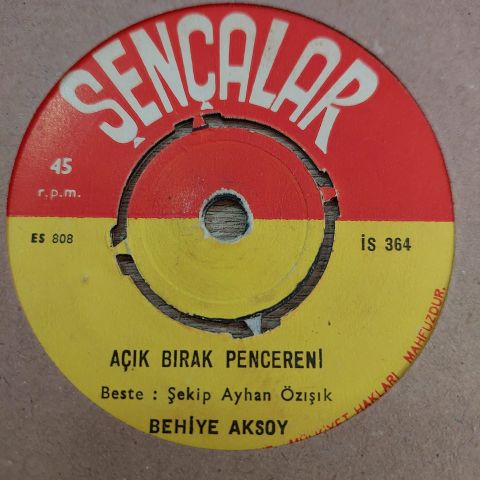 ŞENÇALAR
45
r.p.m.
ES 808
İS 364
AÇIK BIRAK PENCERENİ
Beste : Şekip Ayhan Özışık
BEHİYE AKSOY
MÜLKİYET HAKLARI MAHFUZDUR.